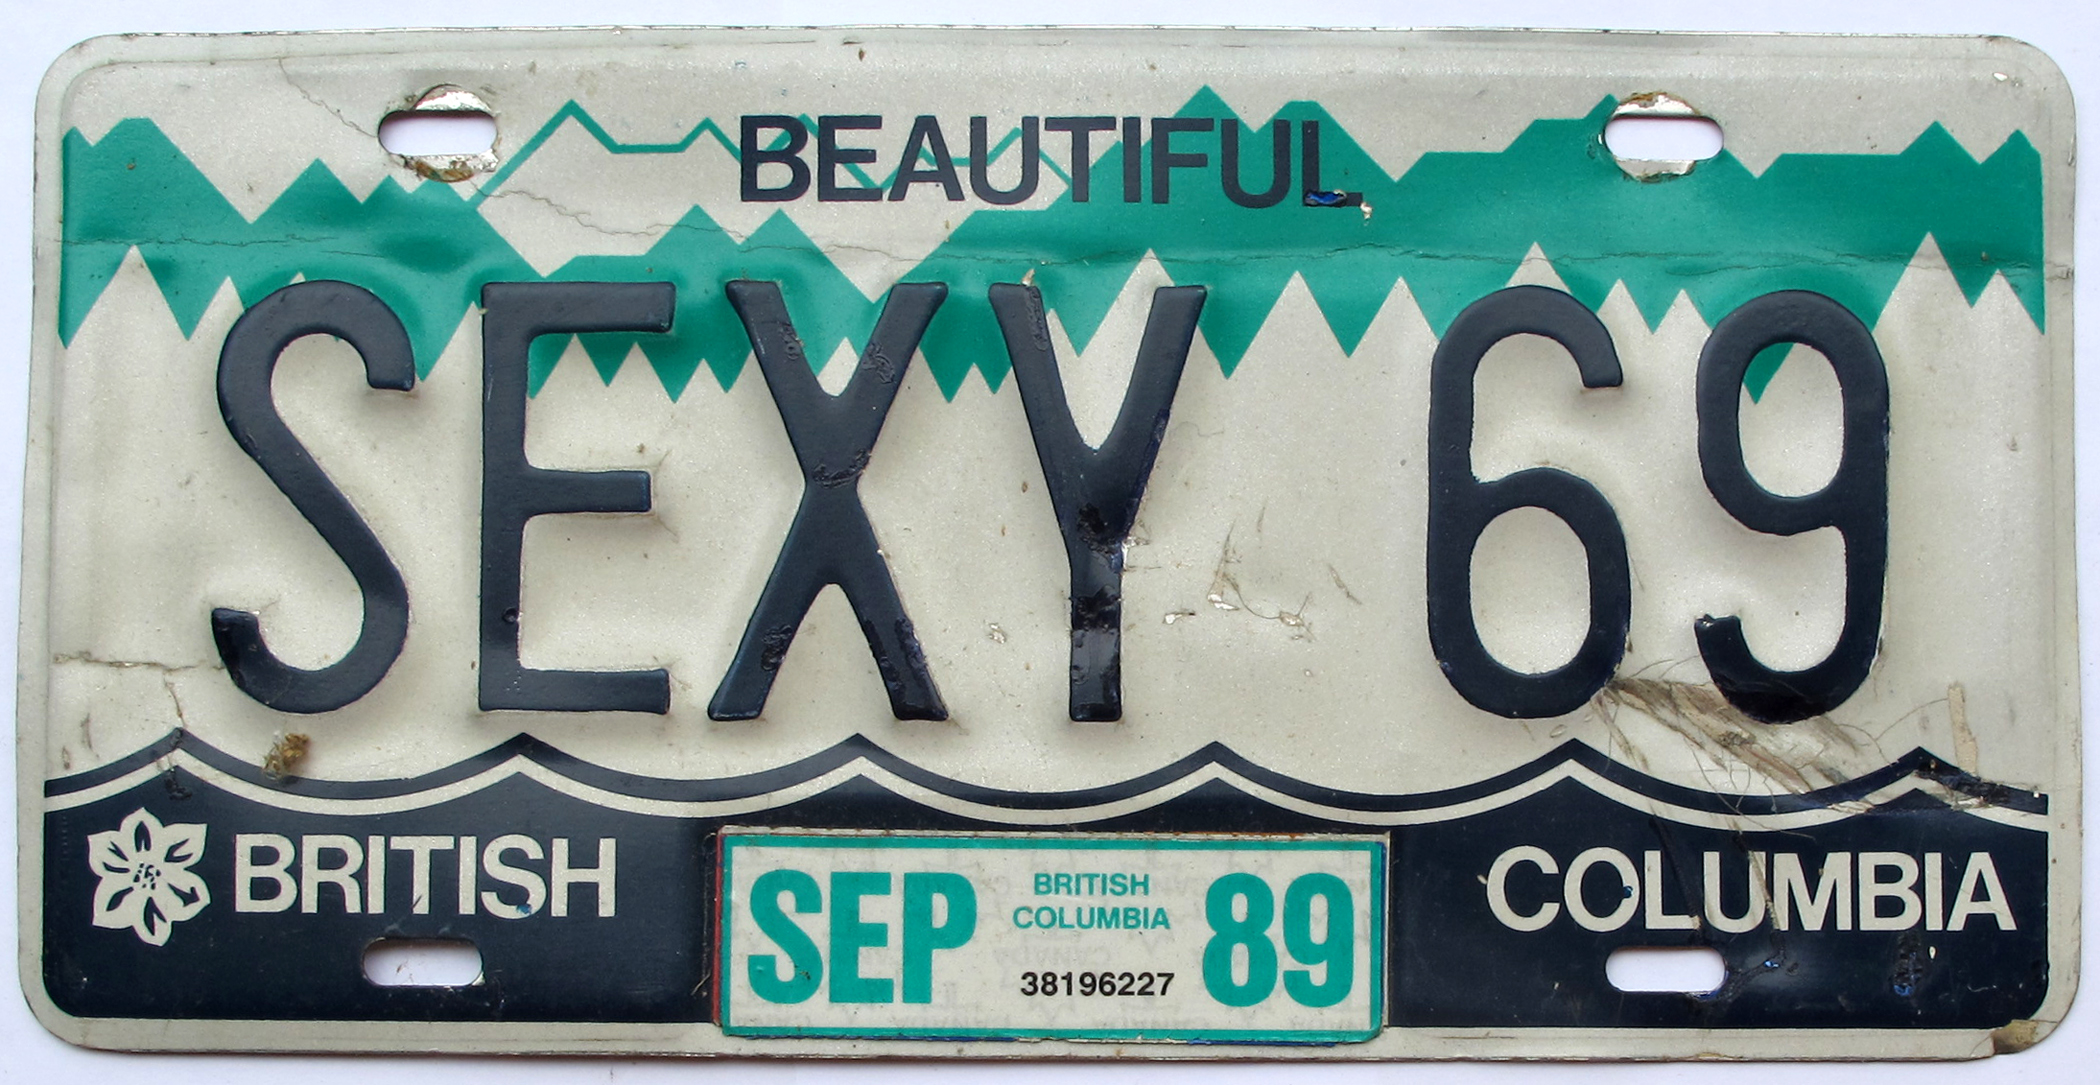 BEAUTIFUL
SEXY 69
BRITISH COLUMBIA
SEP BRITISH COLUMBIA 89
38196227